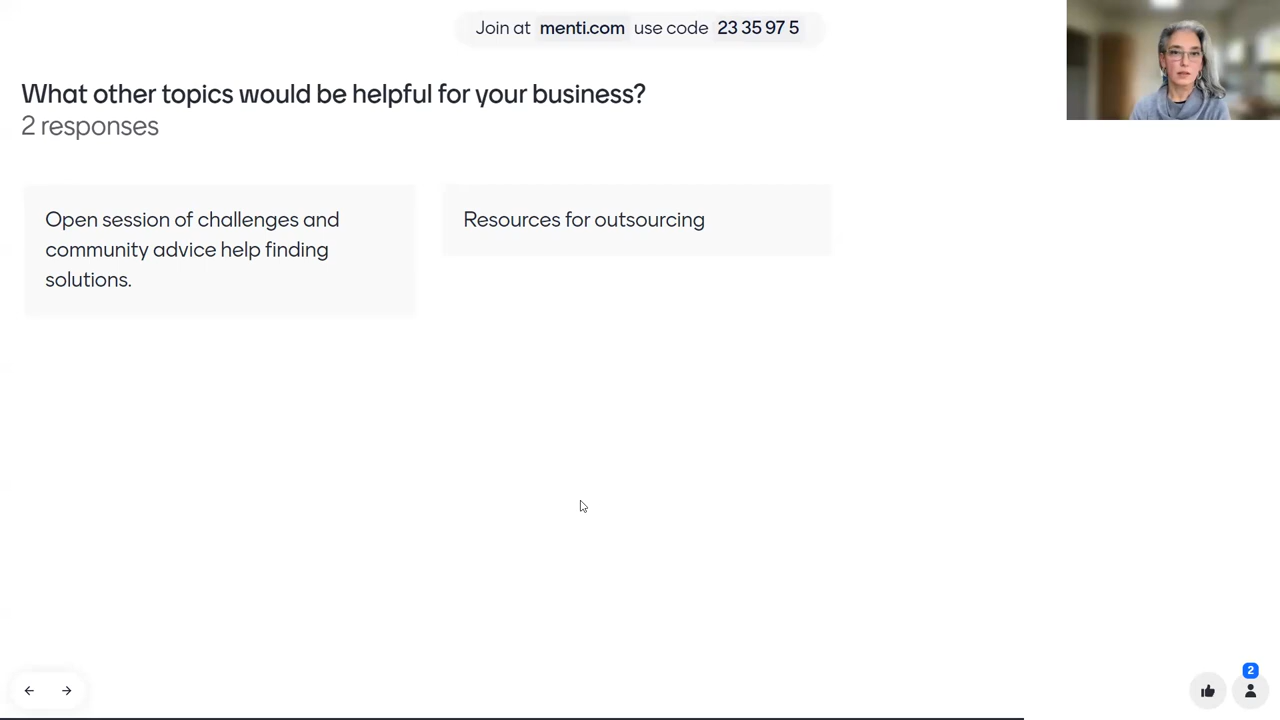 Join at menti.com use code 23 35 97 5
What other topics would be helpful for your business?
2 responses
Open session of challenges and
community advice help finding
solutions.
Resources for outsourcing
2